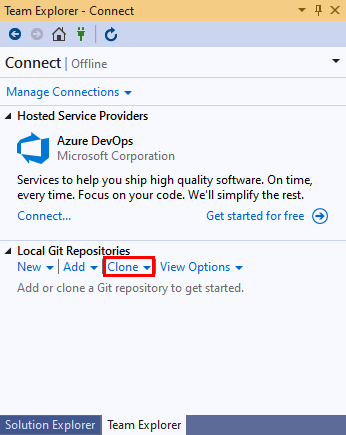 Team Explorer - Connect
Connect | Offline
Manage Connections
Hosted Service Providers
Azure DevOps
Microsoft Corporation
Services to help you ship high quality software. On time,
every time. Focus on your code. We'll simplify the rest.
Connect... Get started for free
Local Git Repositories
New | Add | Clone | View Options
Add or clone a Git repository to get started.
Solution Explorer Team Explorer